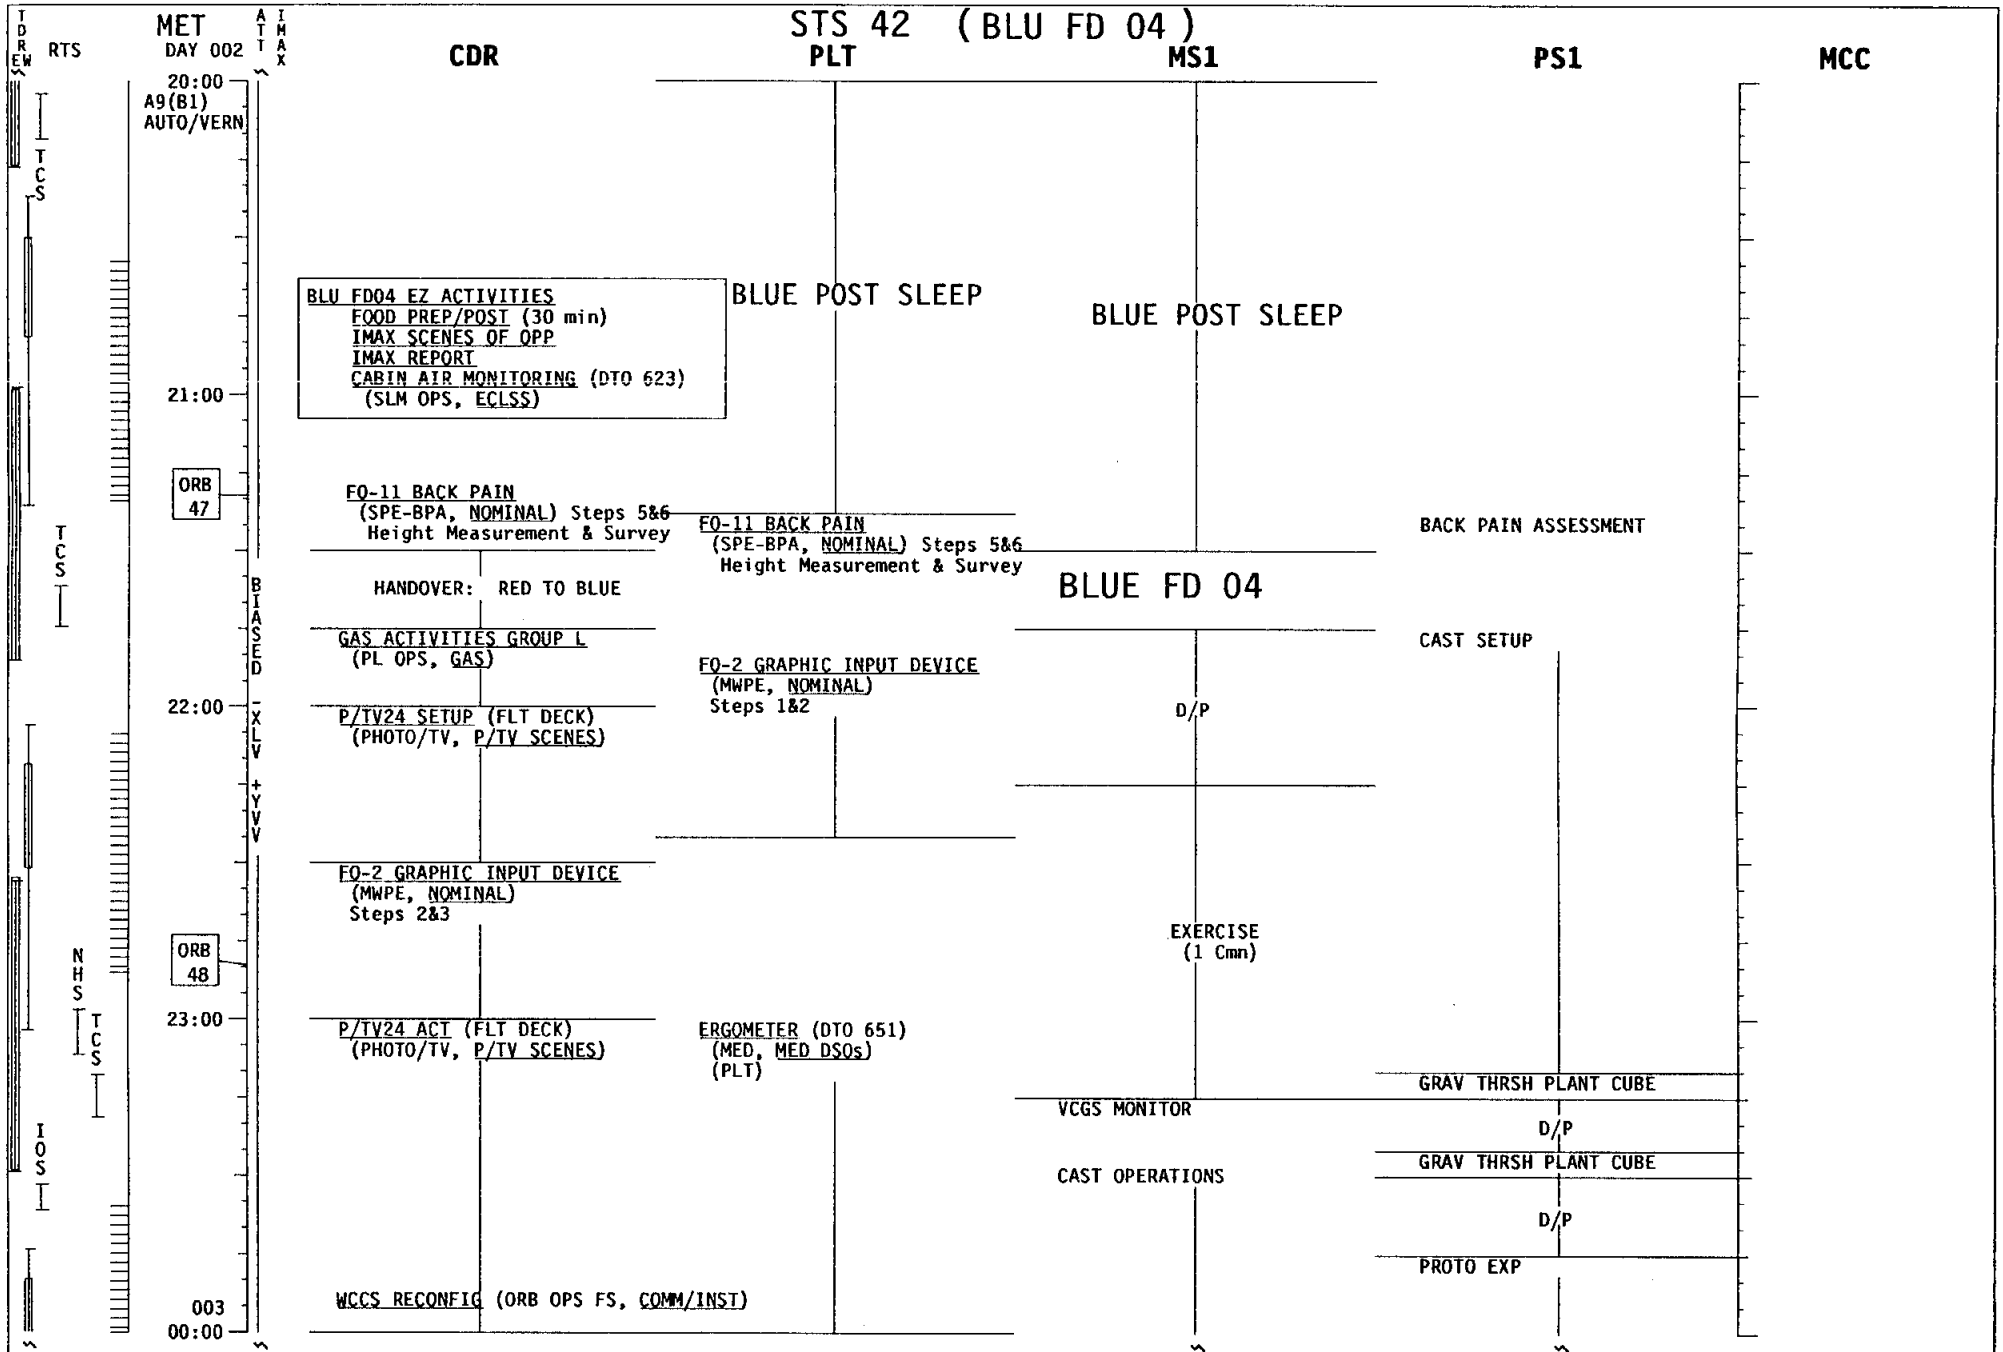 STS 42 (BLU FD 04)
TDRE W
RTS
MET
DAY 002
ATT
IMAX
CDR
PLT
MS1
PS1
MCC
20:00
A9(B1)
AUTO/VERN
TCS
BLU FD04 EZ ACTIVITIES
FOOD PREP/POST (30 min)
IMAX SCENES OF OPP
IMAX REPORT
CABIN AIR MONITORING (DTO 623)
(SLM OPS, ECLSS)
BLUE POST SLEEP
BLUE POST SLEEP
21:00
ORB
47
FO-11 BACK PAIN
(SPE-BPA, NOMINAL) Steps 5&6
Height Measurement & Survey
FO-11 BACK PAIN
(SPE-BPA, NOMINAL) Steps 5&6
Height Measurement & Survey
BACK PAIN ASSESSMENT
TCS
BIASED -XLV +YVV
HANDOVER: RED TO BLUE
BLUE FD 04
GAS ACTIVITIES GROUP L
(PL OPS, GAS)
FO-2 GRAPHIC INPUT DEVICE
(MWPE, NOMINAL)
Steps 1&2
CAST SETUP
22:00
P/TV24 SETUP (FLT DECK)
(PHOTO/TV, P/TV SCENES)
D/P
FO-2 GRAPHIC INPUT DEVICE
(MWPE, NOMINAL)
Steps 2&3
ORB
48
EXERCISE
(1 Cmn)
NHS
23:00
TCS
P/TV24 ACT (FLT DECK)
(PHOTO/TV, P/TV SCENES)
ERGOMETER (DTO 651)
(MED, MED DSOs)
(PLT)
GRAV THRSH PLANT CUBE
VCGS MONITOR
D/P
IOS
GRAV THRSH PLANT CUBE
CAST OPERATIONS
D/P
PROTO EXP
WCCS RECONFIG (ORB OPS FS, COMM/INST)
003
00:00